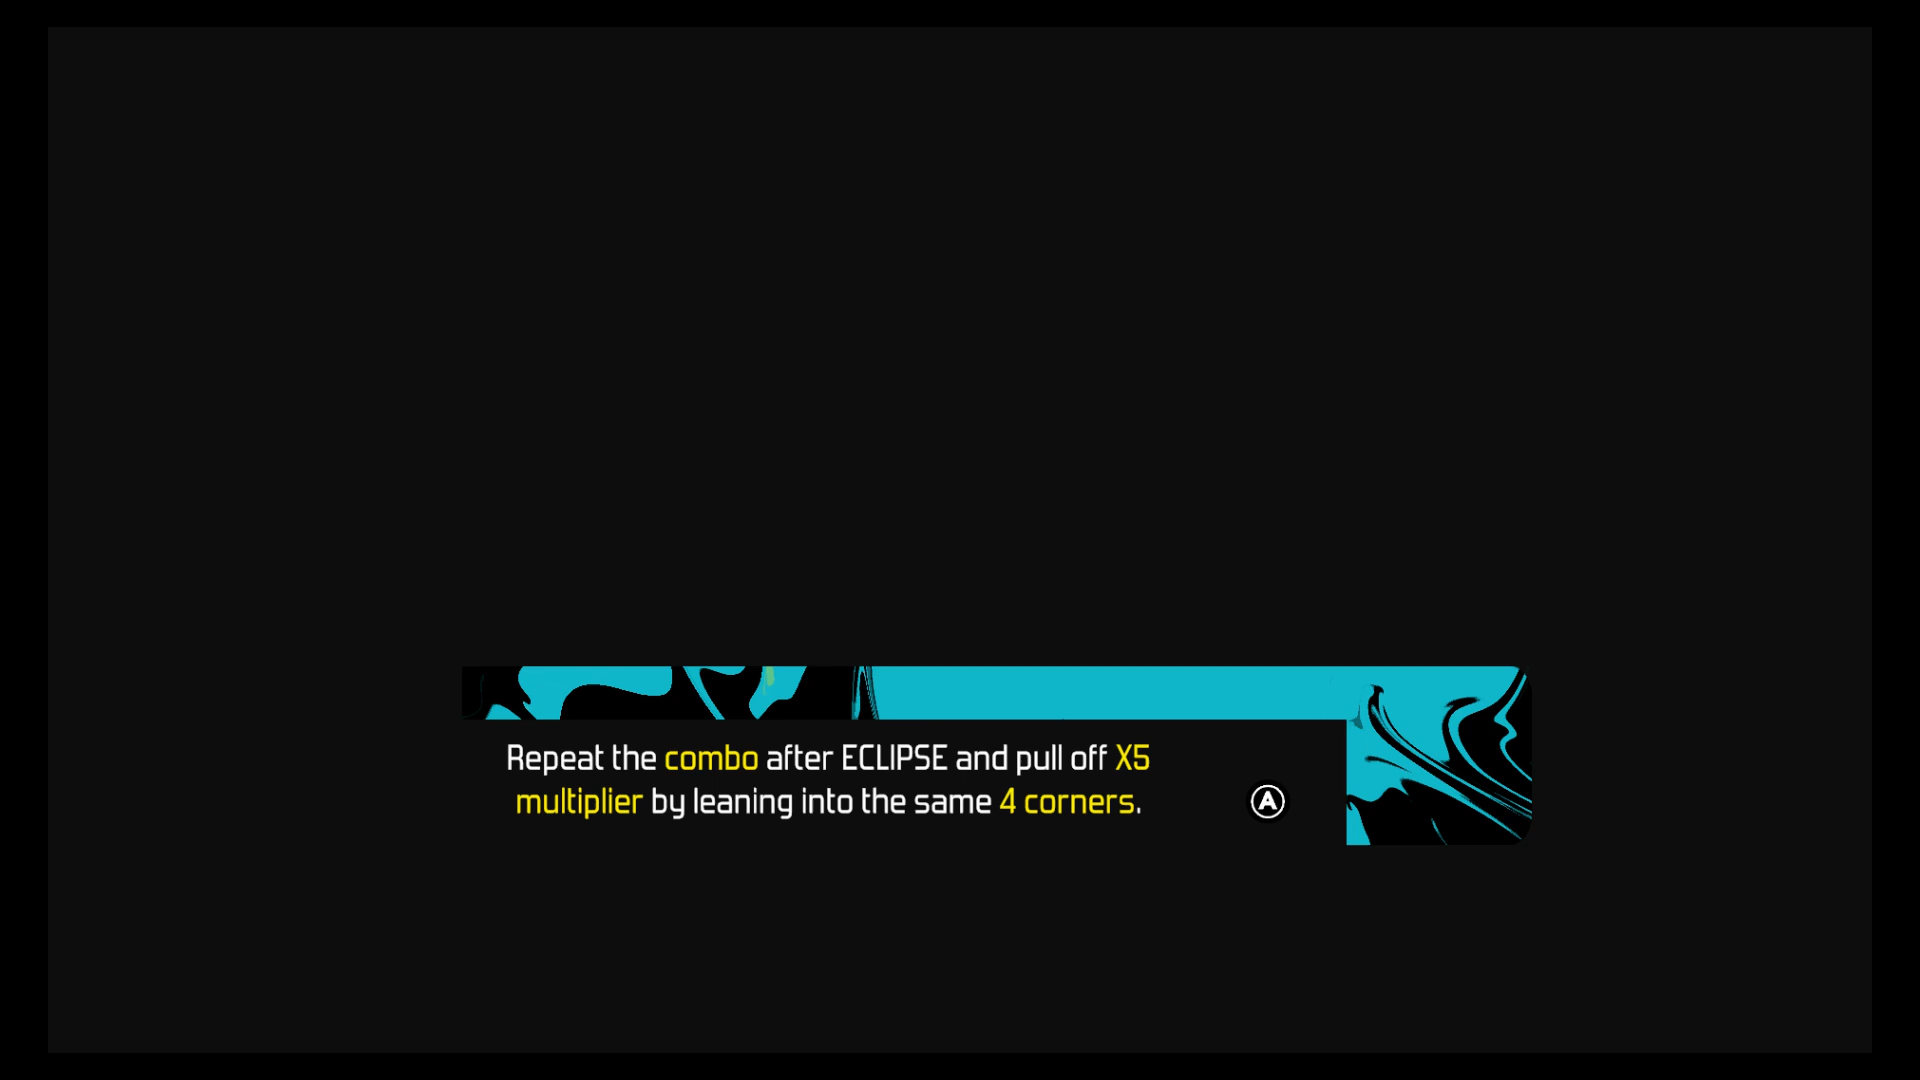 Repeat the combo after ECLIPSE and pull off X5
multiplier by leaning into the same 4 corners.
A